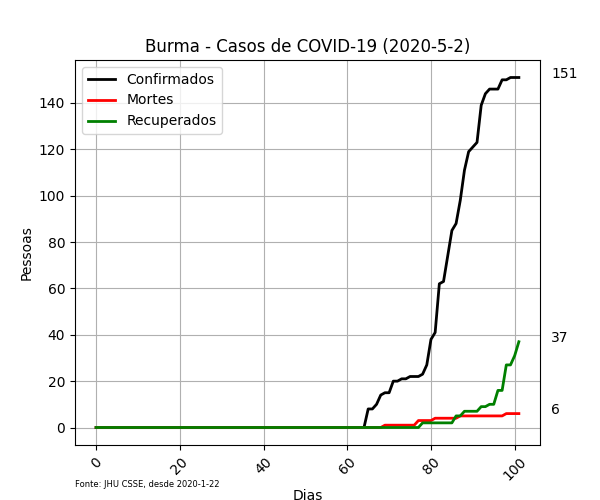 Burma - Casos de COVID-19 (2020-5-2)
Confirmados
Mortes
Recuperados
Pessoas
140
120
100
80
60
40
20
0
151
37
6
0
20
40
60
80
100
Fonte: JHU CSSE, desde 2020-1-22
Dias